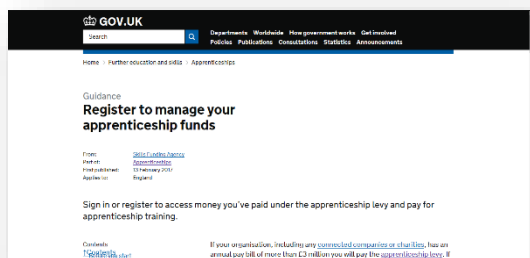 GOV.UK
Search
Departments Worldwide How government works Get involved
Policies Publications Consultations Statistics Announcements
Home Further education and skills Apprenticeships
Guidance
Register to manage your
apprenticeship funds
From: Skills Funding Agency
Part of: Apprenticeships
First published: 13 February 2017
Applies to: England
Sign in or register to access money you've paid under the apprenticeship levy and pay for
apprenticeship training.
Contents
If your organisation, including any connected companies or charities, has an
annual pay bill of more than £3 million you will pay the apprenticeship levy. If